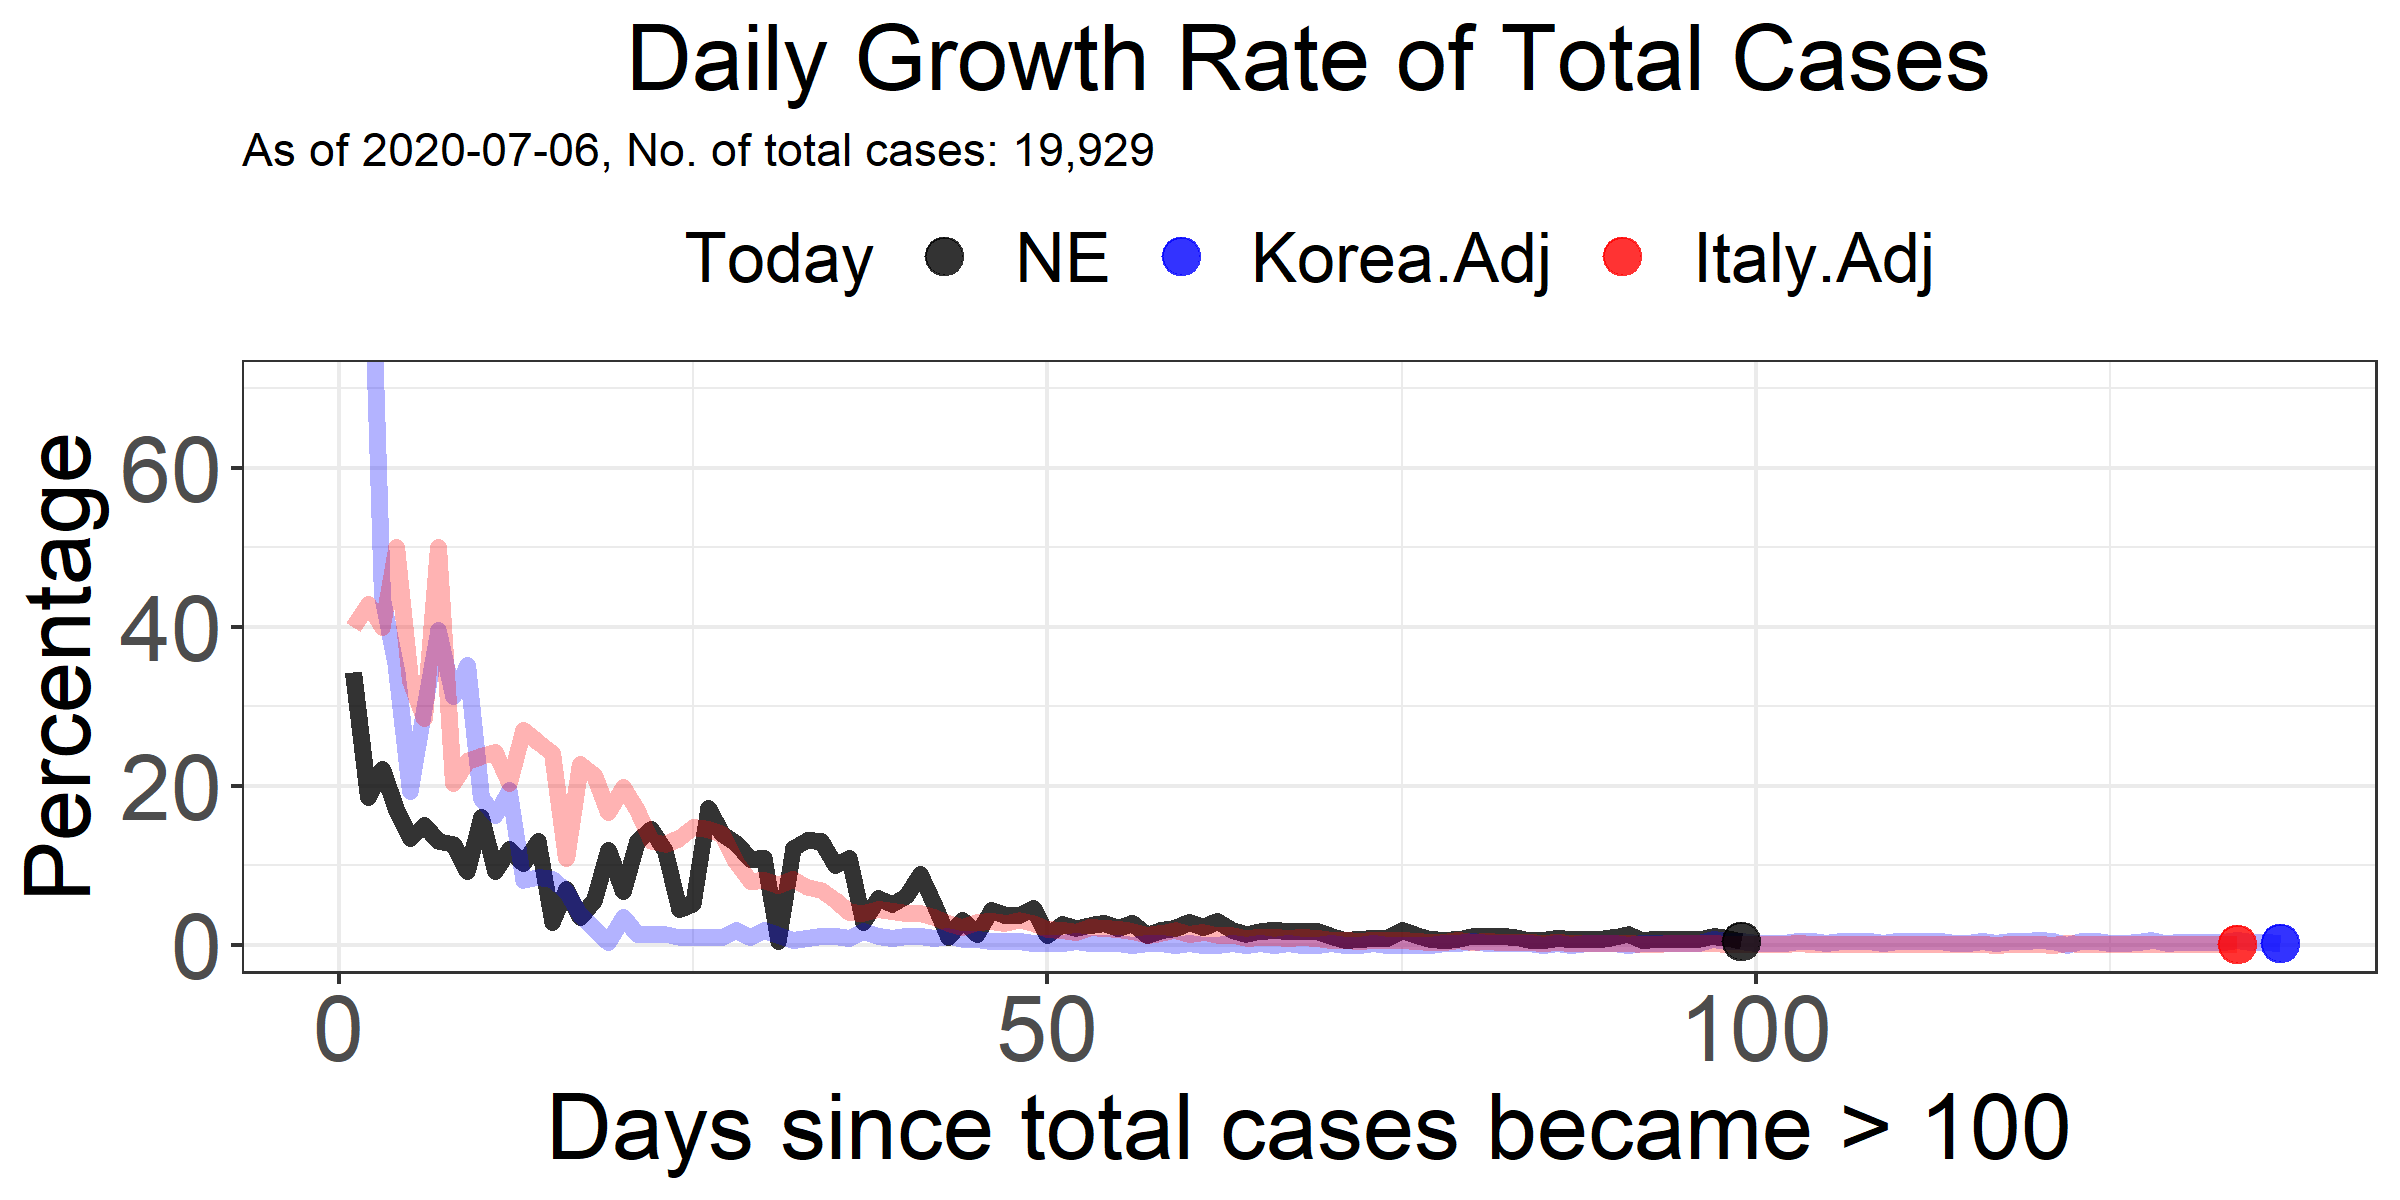 Daily Growth Rate of Total Cases
As of 2020-07-06, No. of total cases: 19,929
Today NE Korea.Adj Italy.Adj
Percentage
60
40
20
0
0 50 100
Days since total cases became > 100